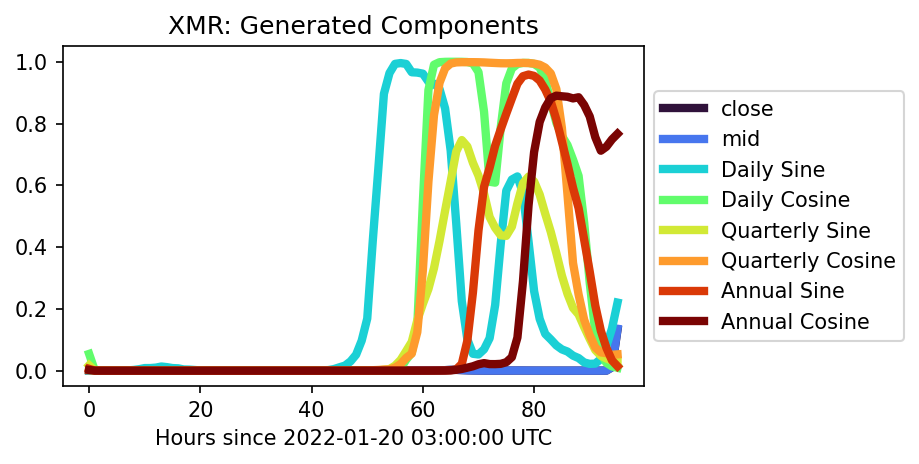 XMR: Generated Components
1.0
0.8
0.6
0.4
0.2
0.0
0
20
40
60
80
Hours since 2022-01-20 03:00:00 UTC
close
mid
Daily Sine
Daily Cosine
Quarterly Sine
Quarterly Cosine
Annual Sine
Annual Cosine